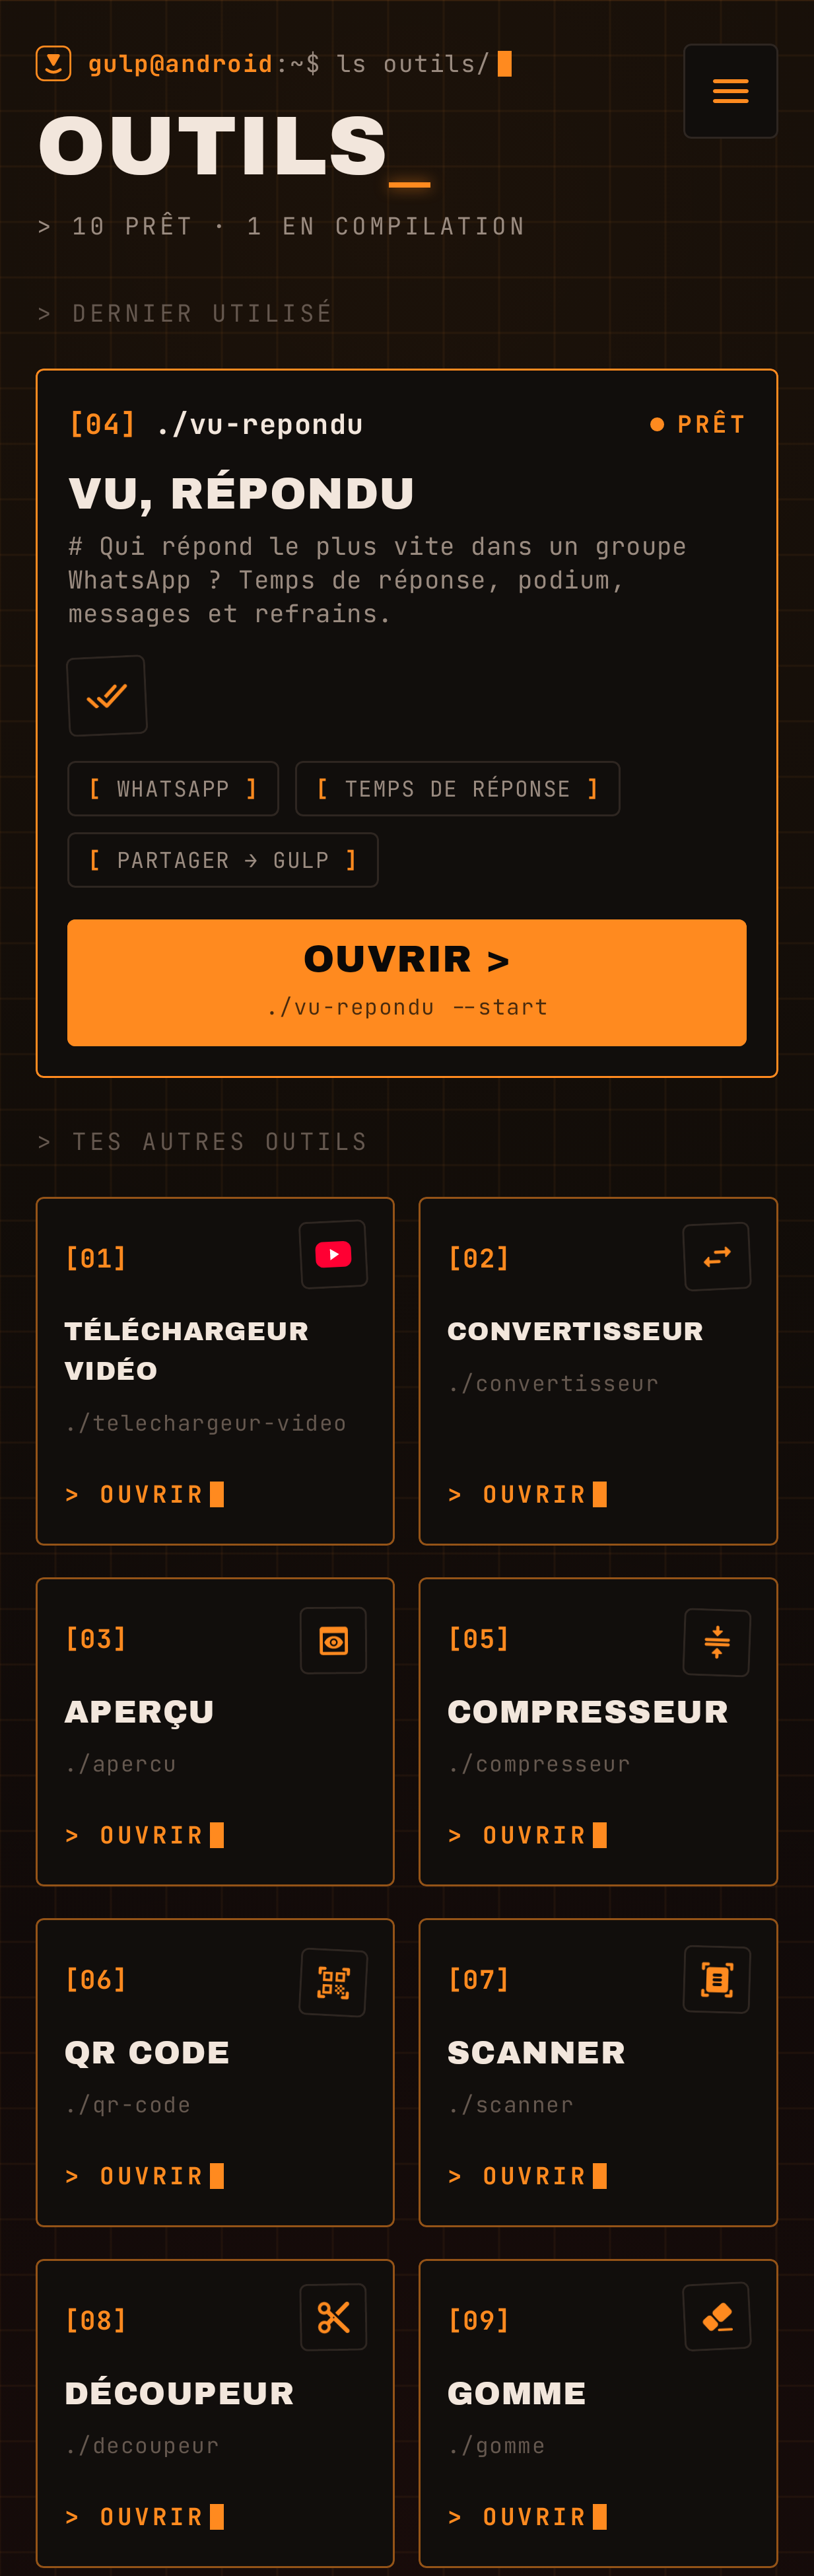 gulp@android:~$ ls outils/
OUTILS_
> 10 PRÊT · 1 EN COMPILATION
> DERNIER UTILISÉ
[04] ./vu-repondu
● PRÊT
VU, RÉPONDU
# Qui répond le plus vite dans un groupe
WhatsApp ? Temps de réponse, podium,
messages et refrains.
[ WHATSAPP ] [ TEMPS DE RÉPONSE ]
[ PARTAGER → GULP ]
OUVRIR >
./vu-repondu --start
> TES AUTRES OUTILS
[01]
TÉLÉCHARGEUR
VIDÉO
./telechargeur-video
> OUVRIR
[02]
CONVERTISSEUR
./convertisseur
> OUVRIR
[03]
APERÇU
./apercu
> OUVRIR
[05]
COMPRESSEUR
./compresseur
> OUVRIR
[06]
QR CODE
./qr-code
> OUVRIR
[07]
SCANNER
./scanner
> OUVRIR
[08]
DÉCOUPEUR
./decoupeur
> OUVRIR
[09]
GOMME
./gomme
> OUVRIR